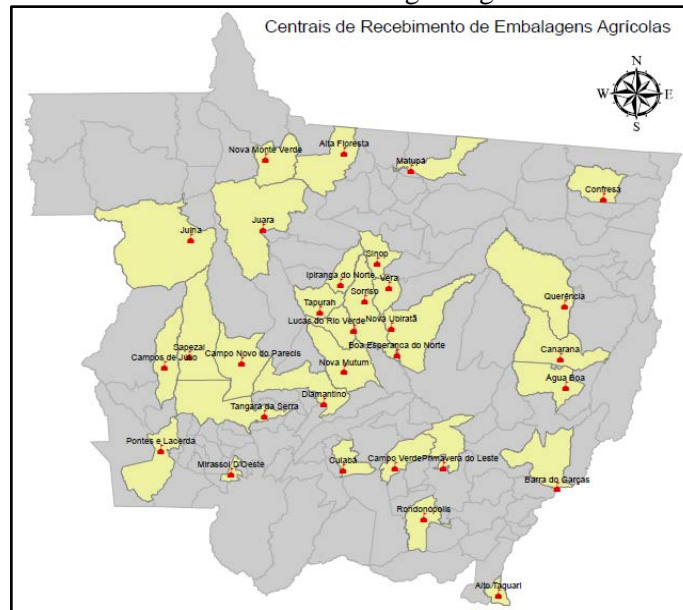 Centrais de Recebimento de Embalagens Agrícolas
N
W E
S
Alta Floresta
Nova Monte Verde
Matupá
Confresa
Juara
Juína
Sinop
Ipiranga do Norte
Vera
Sorriso
Tapurah
Querência
Lucas do Rio Verde
Nova Ubiratã
Boa Esperança do Norte
Sapezal
Campos de Júlio
Campo Novo do Parecis
Canarana
Nova Mutum
Água Boa
Diamantino
Tangará da Serra
Pontes e Lacerda
Mirassol D'Oeste
Cuiabá
Campo Verde
Primavera do Leste
Barra do Garças
Rondonópolis
Alto Taquari